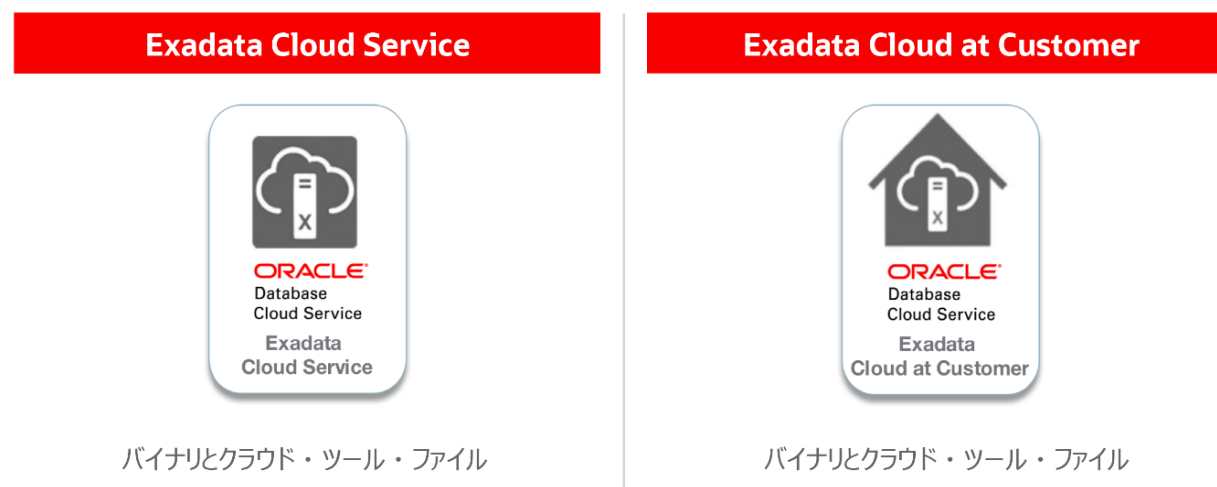 Exadata Cloud Service
X
ORACLE
Database
Cloud Service
Exadata
Cloud Service
バイナリとクラウド・ツール・ファイル
Exadata Cloud at Customer
X
ORACLE
Database
Cloud Service
Exadata
Cloud at Customer
バイナリとクラウド・ツール・ファイル